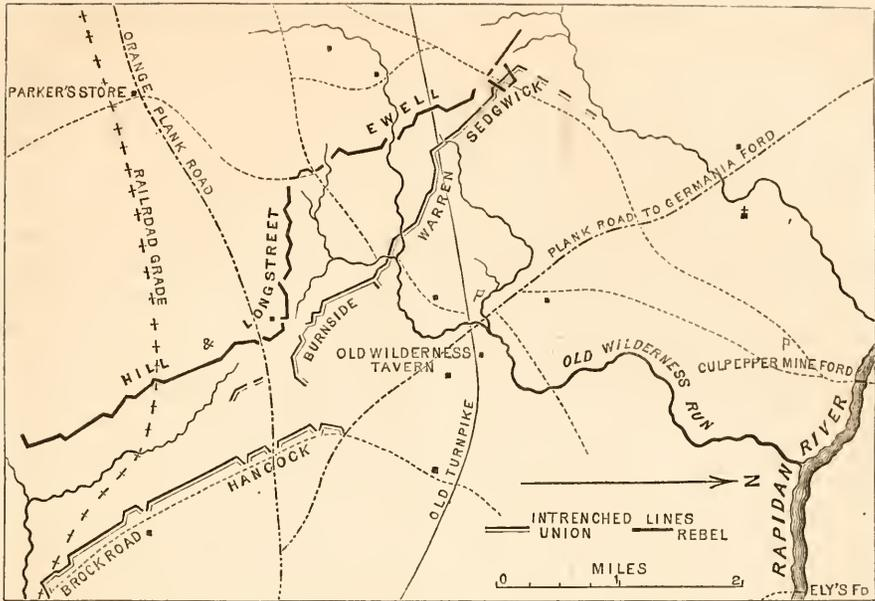 ORANGE PLANK ROAD
PARKER'S STORE
RAILROAD GRADE
EWELL
SEDGWICK
WARREN
PLANK ROAD TO GERMANIA FORD
HILL & LONGSTREET
BURNSIDE
OLD WILDERNESS
TAVERN
OLD WILDERNESS RUN
P
CULPEPPER MINE FORD
P
HANCOCK
BROCK ROAD
OLD TURNPIKE
N
RAPIDAN RIVER
INTRENCHED LINES
UNION REBEL
MILES
0 1 2
ELY'S FD